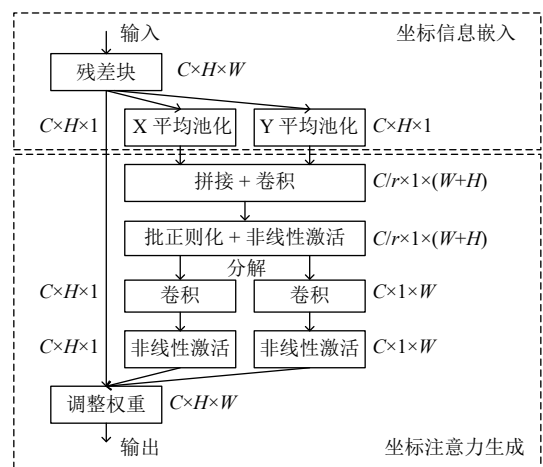 输入
坐标信息嵌入
残差块 C×H×W
C×H×1 X 平均池化 Y 平均池化 C×H×1
拼接 + 卷积 C/r×1×(W+H)
批正则化 + 非线性激活 C/r×1×(W+H)
分解
C×H×1 卷积 卷积 C×1×W
C×H×1 非线性激活 非线性激活 C×1×W
调整权重 C×H×W
输出
坐标注意力生成